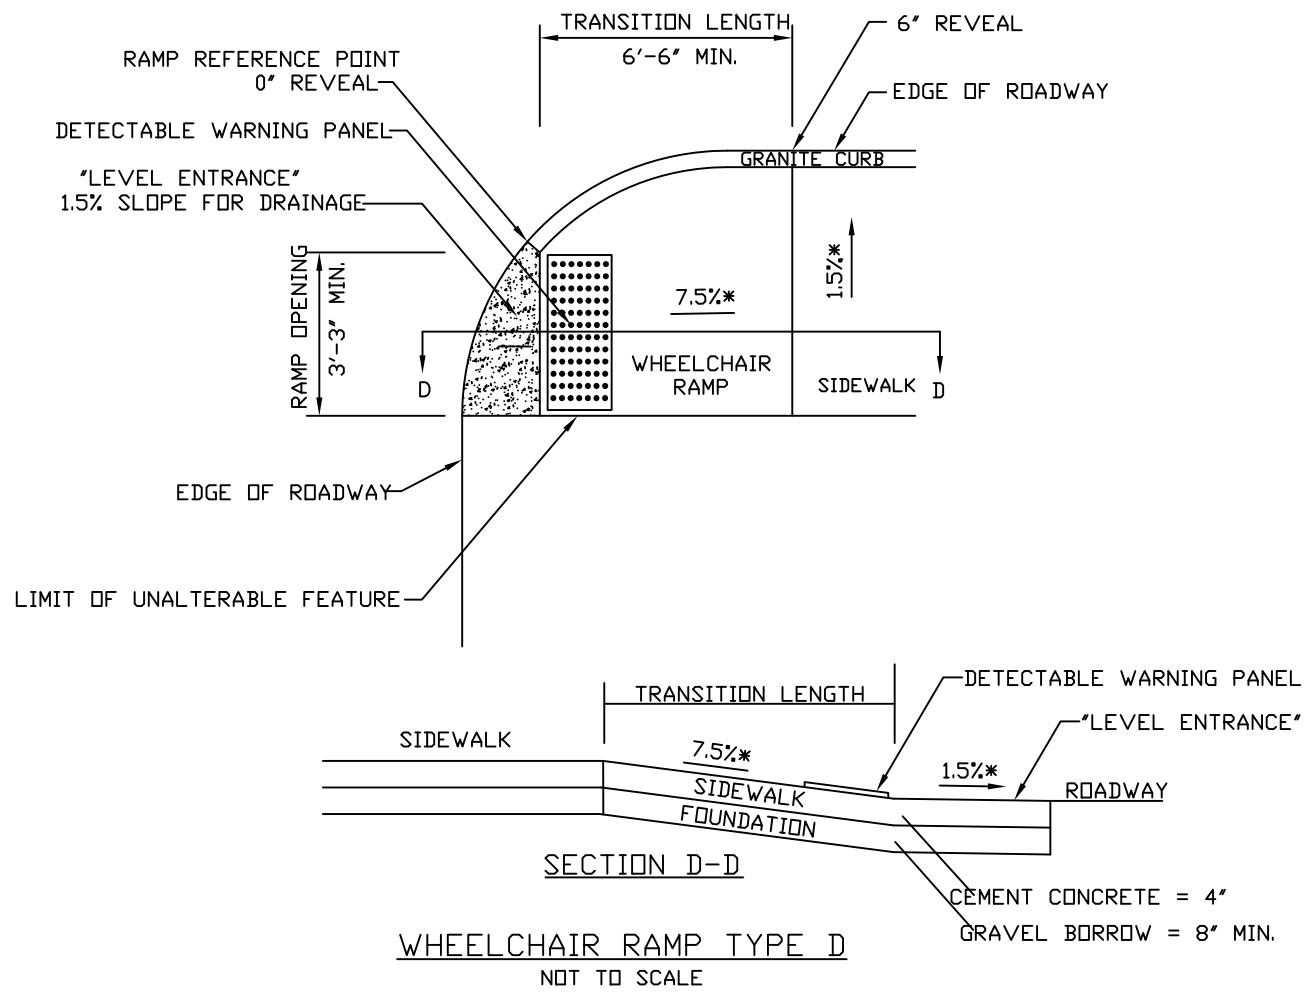 TRANSITION LENGTH
6'-6" MIN.
6" REVEAL
EDGE OF ROADWAY
RAMP REFERENCE POINT
0" REVEAL
DETECTABLE WARNING PANEL
"LEVEL ENTRANCE"
1.5% SLOPE FOR DRAINAGE
GRANITE CURB
RAMP OPENING
3'-3" MIN.
7.5%*
1.5%*
WHEELCHAIR
RAMP
SIDEWALK
D
D
EDGE OF ROADWAY
LIMIT OF UNALTERABLE FEATURE
TRANSITION LENGTH
DETECTABLE WARNING PANEL
"LEVEL ENTRANCE"
SIDEWALK
7.5%*
1.5%*
ROADWAY
SIDEWALK
FOUNDATION
SECTION D-D
CEMENT CONCRETE = 4"
GRAVEL BORROW = 8" MIN.
WHEELCHAIR RAMP TYPE D
NOT TO SCALE